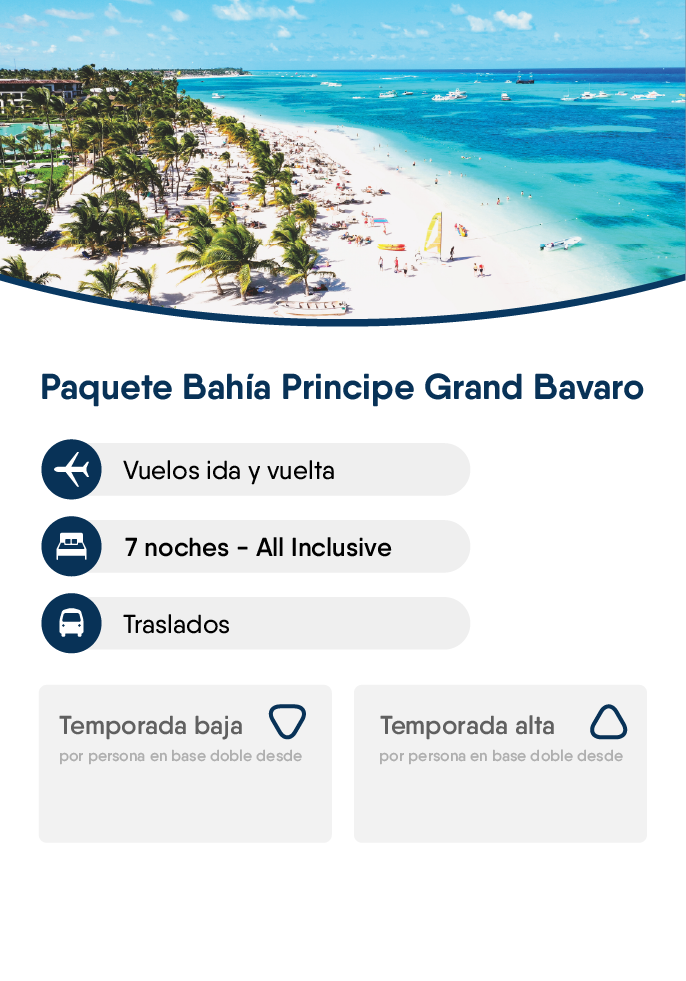 Paquete Bahía Principe Grand Bavaro
Vuelos ida y vuelta
7 noches - All Inclusive
Traslados
Temporada baja
por persona en base doble desde
Temporada alta
por persona en base doble desde